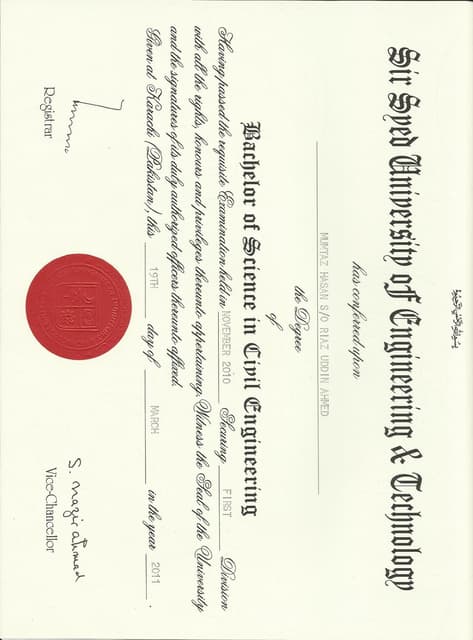 Sir Syed University of Engineering & Technology
has conferred upon
MUMTAZ HASAN S/O RIAZ UDDIN AHMED
the Degree
of
Bachelor of Science in Civil Engineering
Having passed the requisite Examination held in NOVEMBER 2010 Securing FIRST Division
with all the rights, honours and privileges thereunto appertaining. Witness the Seal of the University
and the signatures of its duly authorized officers thereunto affixed.
Given at Karachi (Pakistan), this 19TH day of MARCH in the year 2011
S. Nazir Ahmad
Registrar
Vice-Chancellor